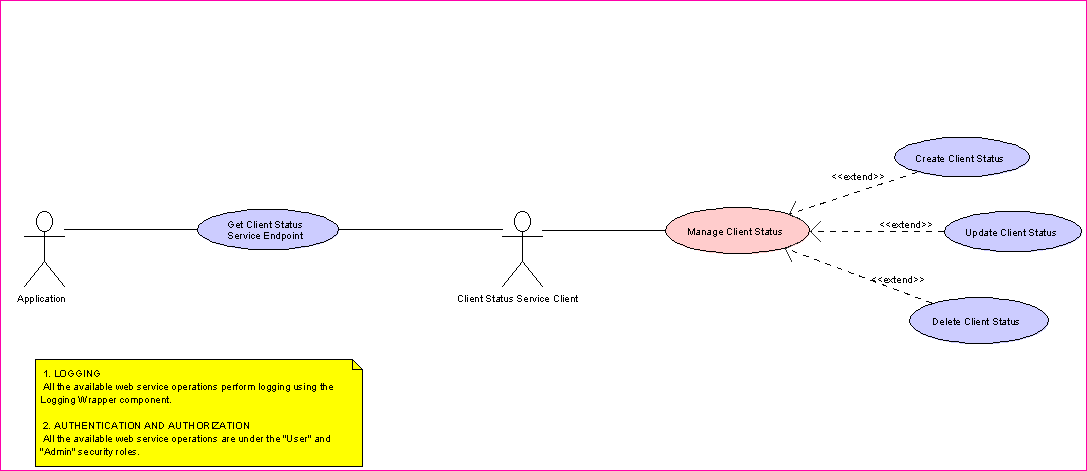 Create Client Status
<<extend>>
Get Client Status
Service Endpoint
Manage Client Status
<<extend>>
Update Client Status
<<extend>>
Application
Client Status Service Client
Delete Client Status
1. LOGGING
All the available web service operations perform logging using the
Logging Wrapper component.
2. AUTHENTICATION AND AUTHORIZATION
All the available web service operations are under the "User" and
"Admin" security roles.